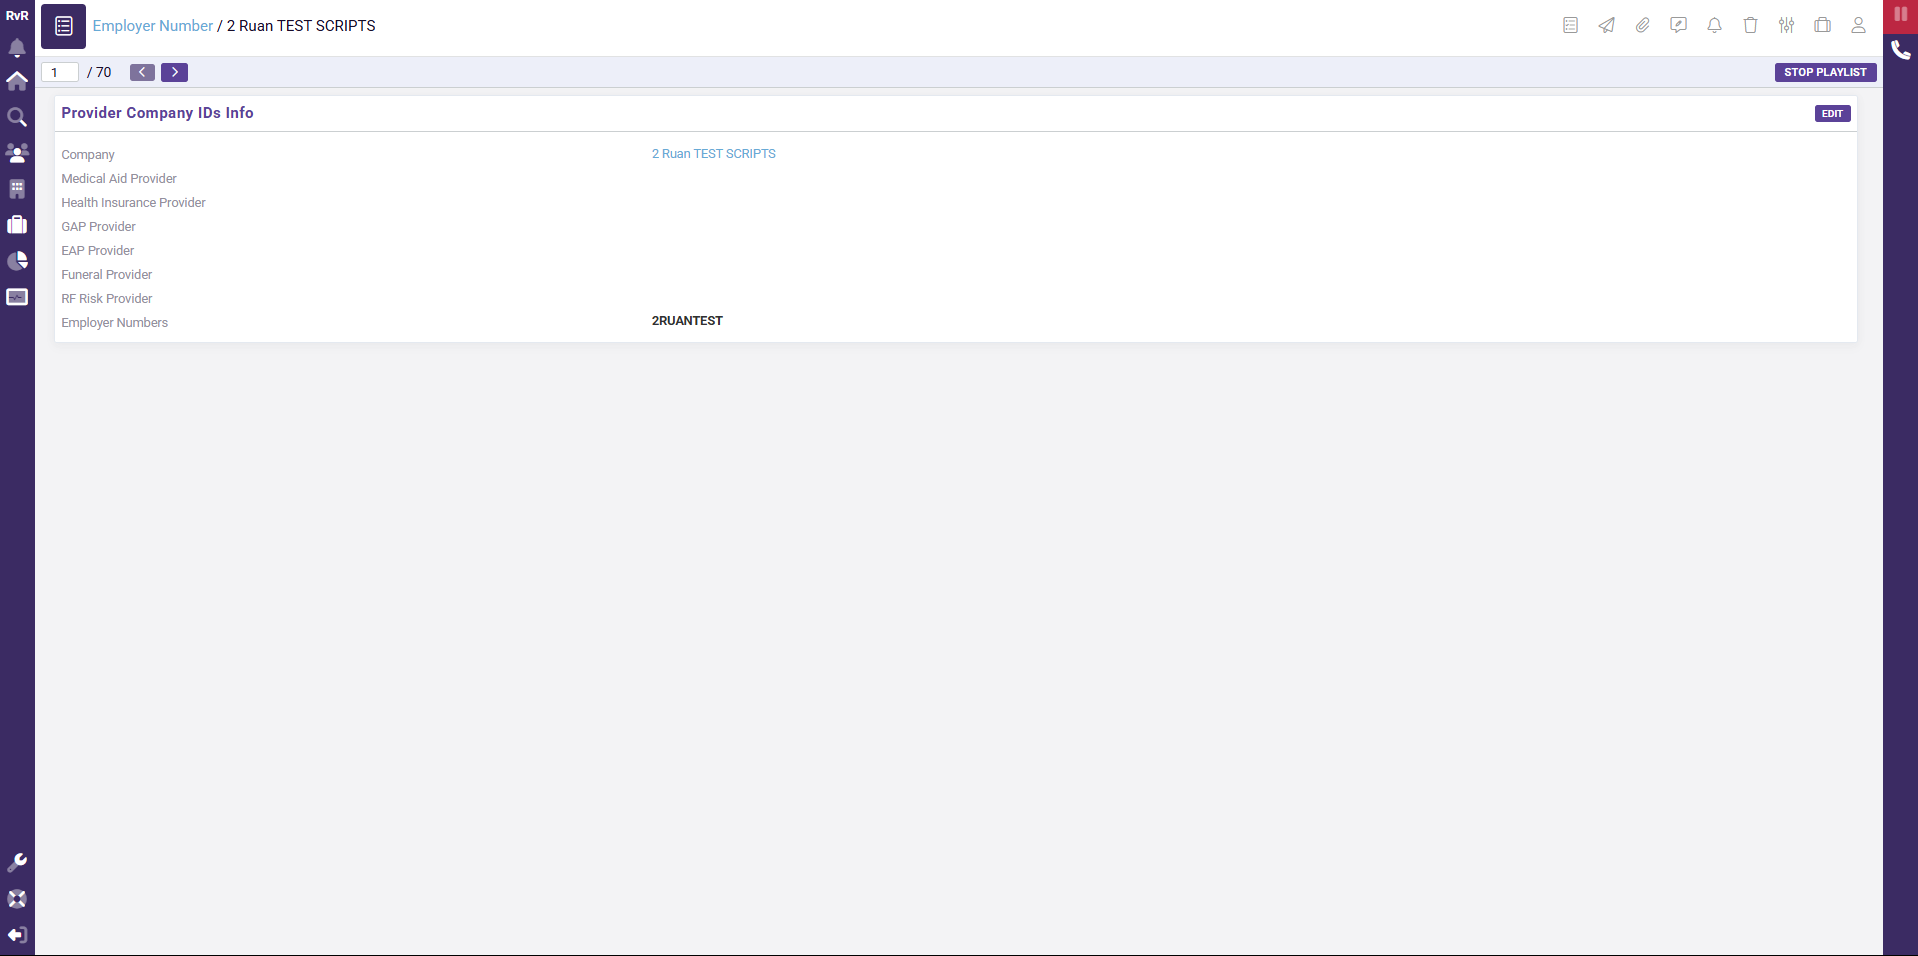 RvR
Employer Number / 2 Ruan TEST SCRIPTS
1 / 70
STOP PLAYLIST
Provider Company IDs Info
EDIT
Company 2 Ruan TEST SCRIPTS
Medical Aid Provider
Health Insurance Provider
GAP Provider
EAP Provider
Funeral Provider
RF Risk Provider
Employer Numbers 2RUANTEST